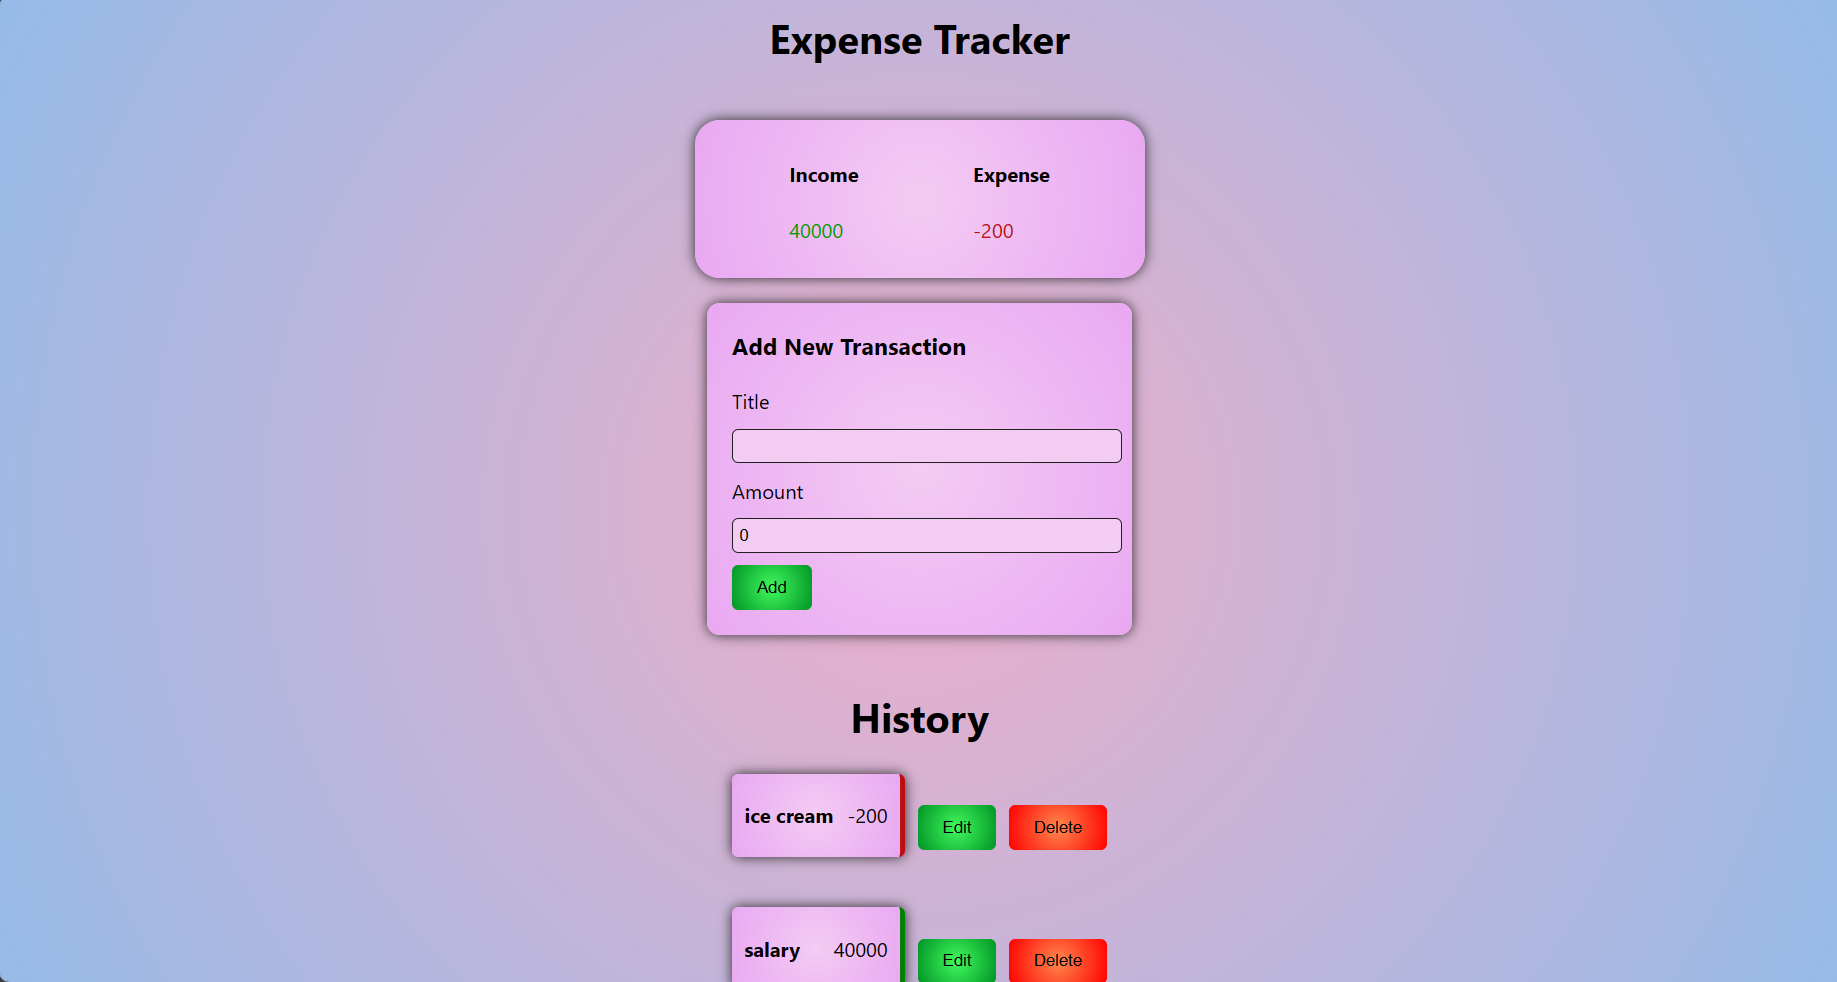 Expense Tracker
Income Expense
40000 -200
Add New Transaction
Title
Amount
0
Add
History
ice cream -200 Edit Delete
salary 40000 Edit Delete